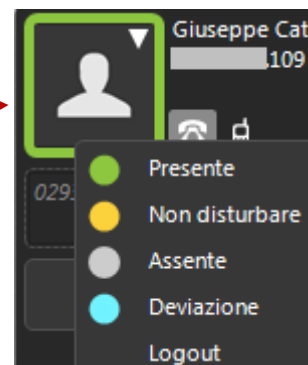 Giuseppe Cat
.109
029
Presente
Non disturbare
Assente
Deviazione
Logout